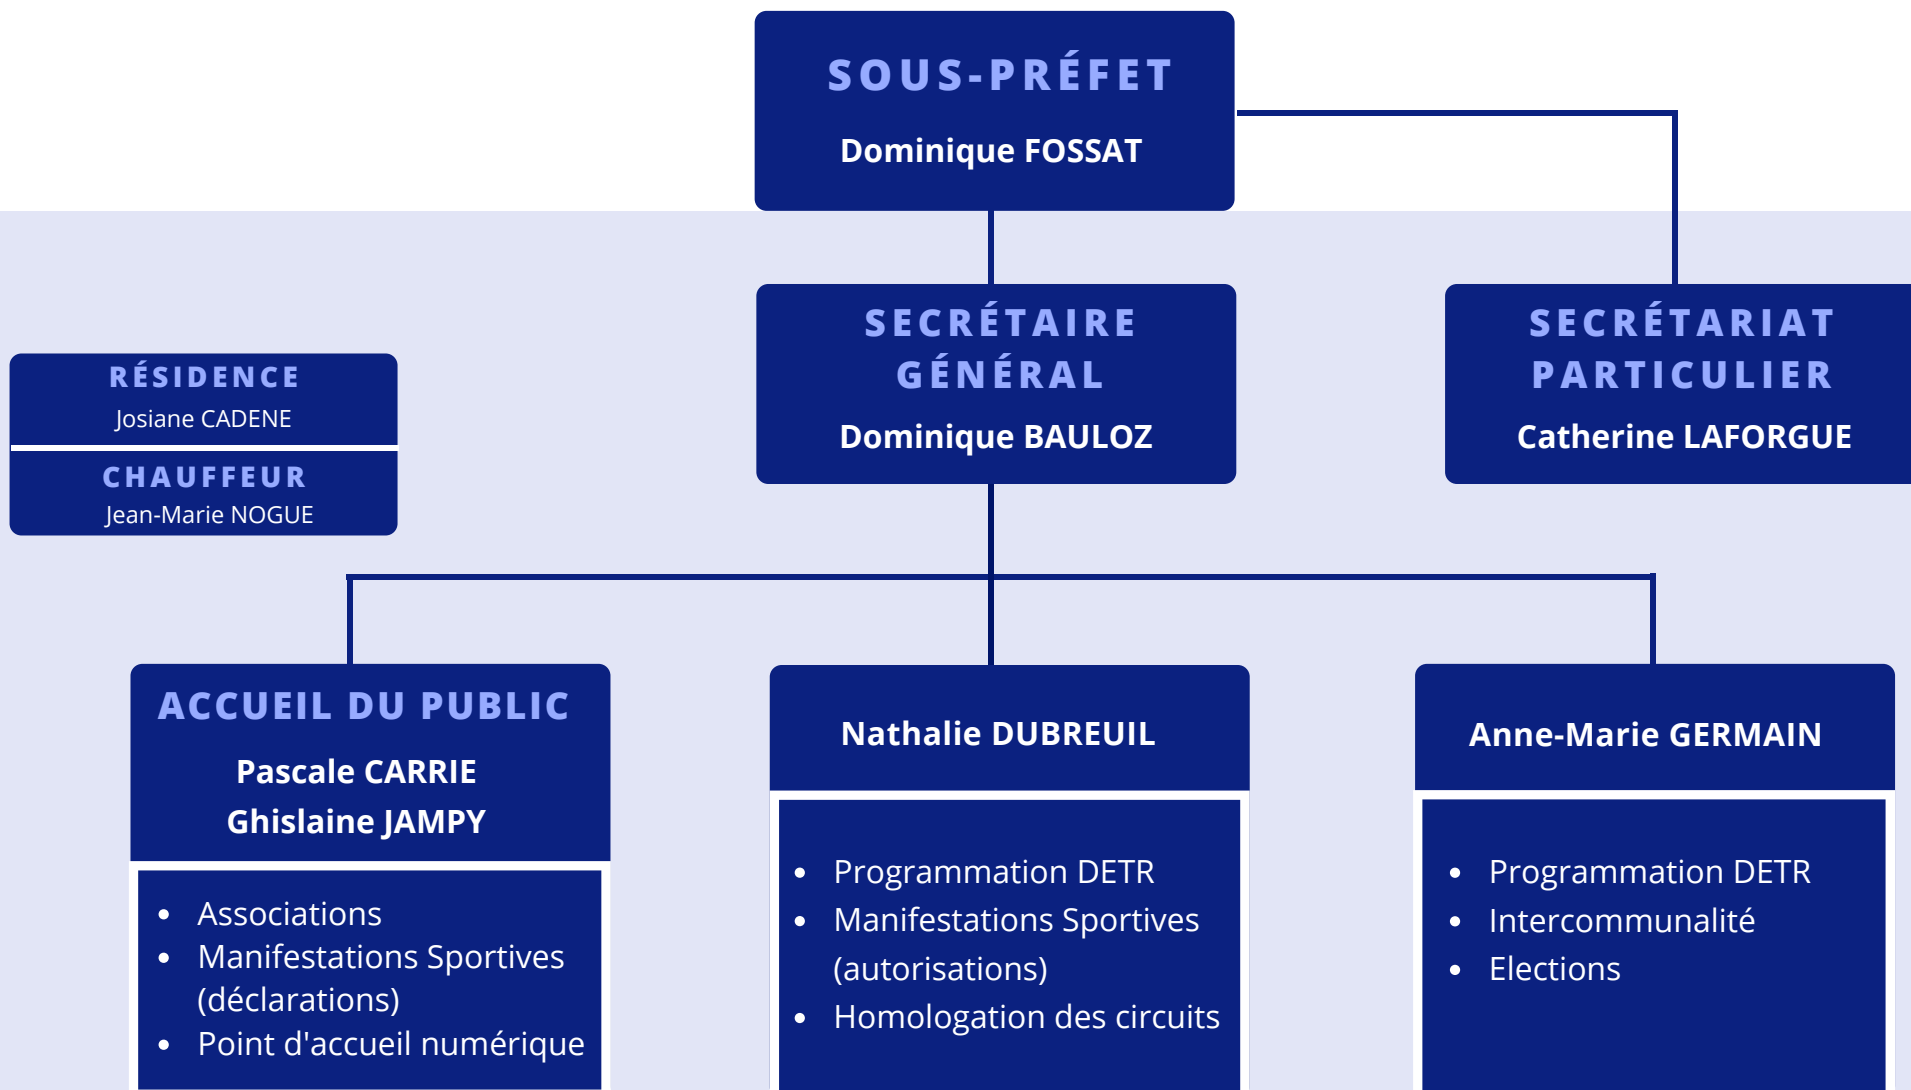 SOUS-PRÉFET
Dominique FOSSAT
SECRÉTAIRE
GÉNÉRAL
Dominique BAULOZ
SECRÉTARIAT
PARTICULIER
Catherine LAFORGUE
RÉSIDENCE
Josiane CADENE
CHAUFFEUR
Jean-Marie NOGUE
ACCUEIL DU PUBLIC
Pascale CARRIE
Ghislaine JAMPY
• Associations
• Manifestations Sportives
(déclarations)
• Point d'accueil numérique
Nathalie DUBREUIL
• Programmation DETR
• Manifestations Sportives
(autorisations)
• Homologation des circuits
Anne-Marie GERMAIN
• Programmation DETR
• Intercommunalité
• Elections